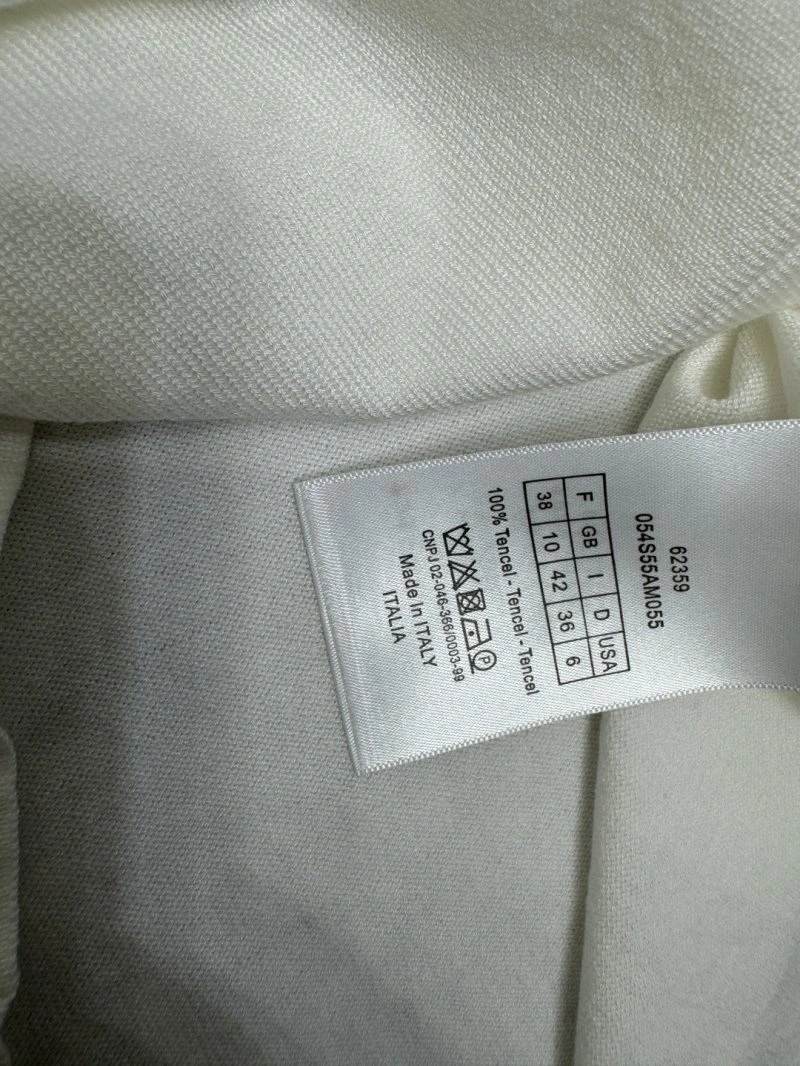 62359
054S55AM055
F GB I D USA
38 10 42 36 6
100% Tencel - Tencel - Tencel
P
CNPJ 02-046-366/0003-99
Made In ITALY
ITALIA